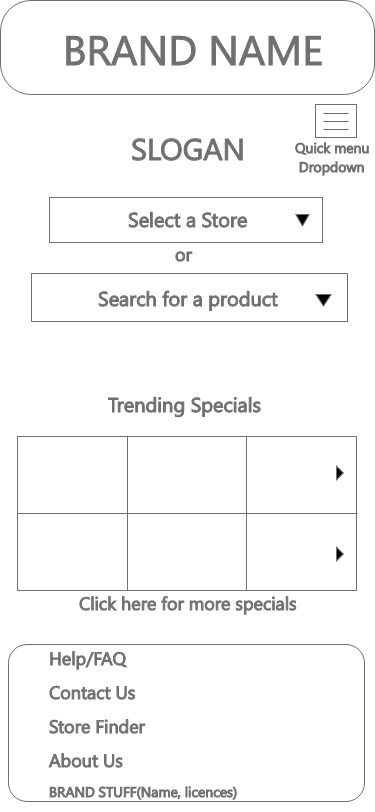 BRAND NAME
SLOGAN
Quick menu
Dropdown
Select a Store
or
Search for a product
Trending Specials
Click here for more specials
Help/FAQ
Contact Us
Store Finder
About Us
BRAND STUFF(Name, licences)